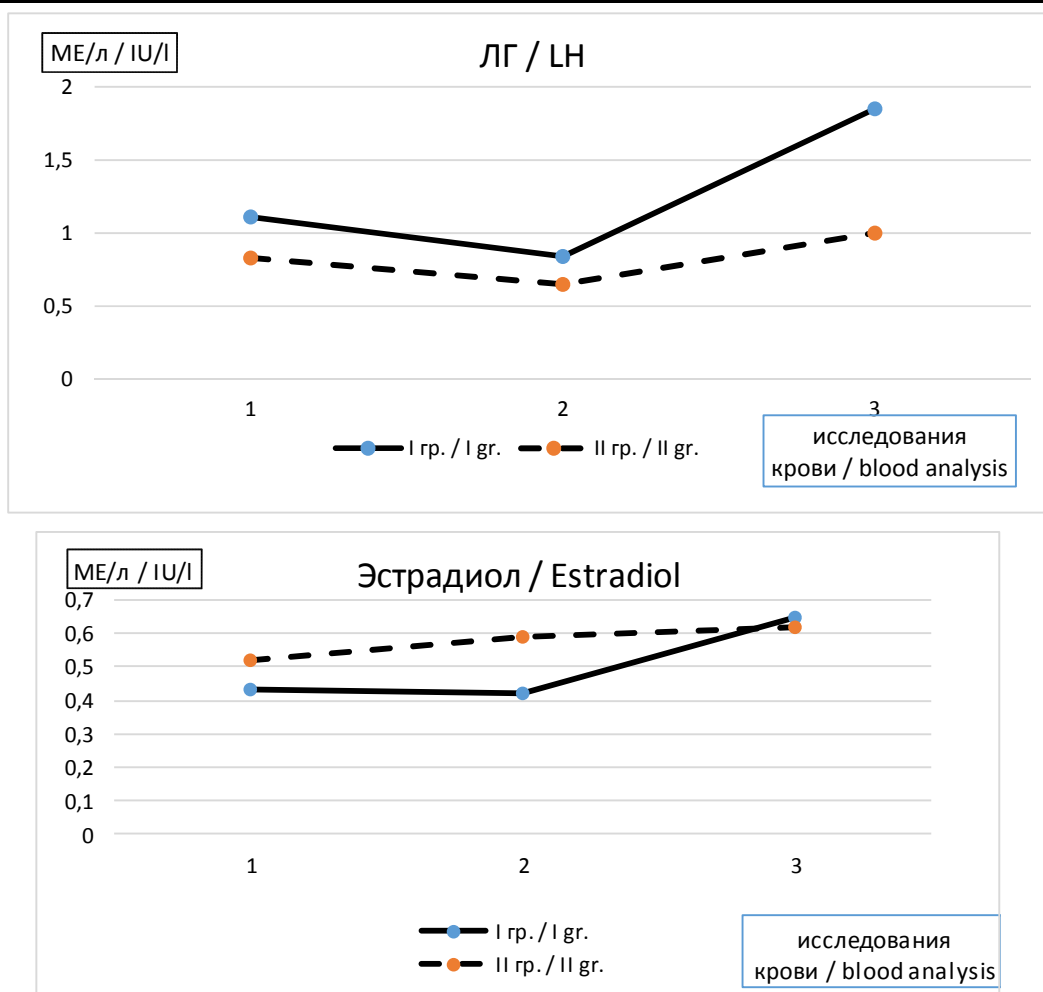 МЕ/л / IU/l
ЛГ / LH
2
1,5
1
0,5
0
1 2 3
I гр. / I gr. II гр. / II gr.
исследования
крови / blood analysis
МЕ/л / IU/l
Эстрадиол / Estradiol
0,7
0,6
0,5
0,4
0,3
0,2
0,1
0
1 2 3
I гр. / I gr.
II гр. / II gr.
исследования
крови / blood analysis